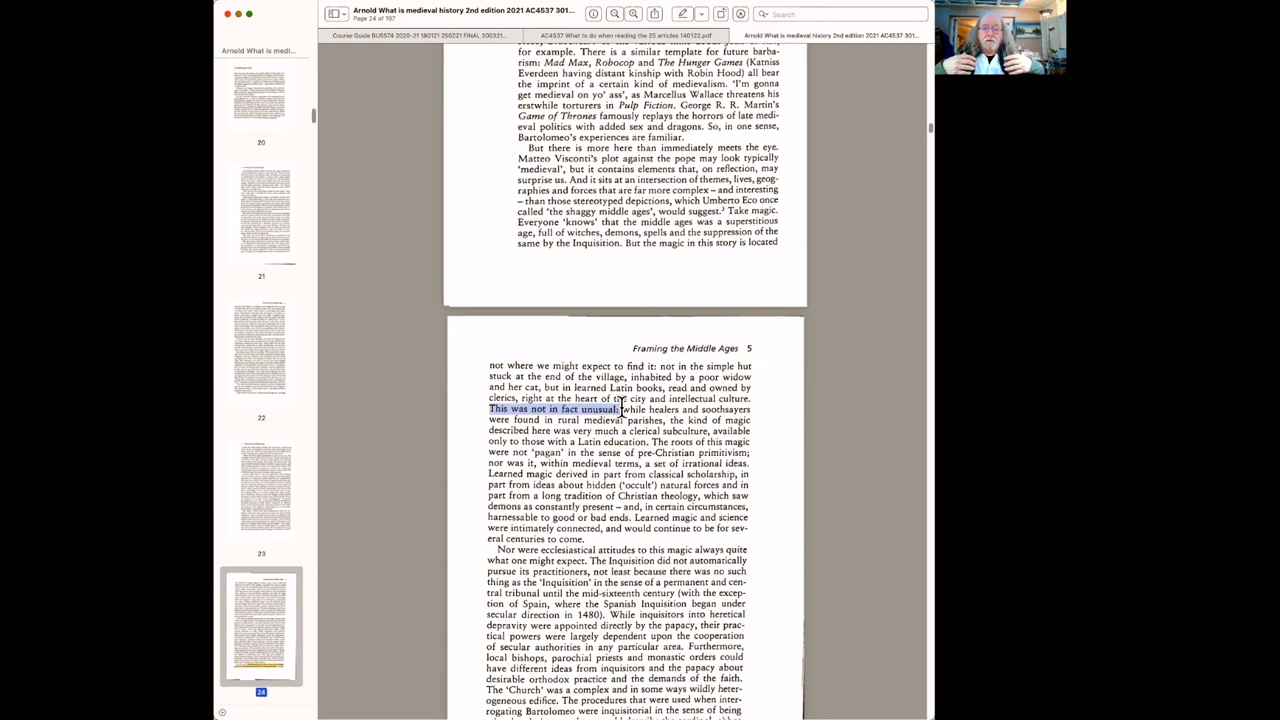 Arnold What is medieval history 2nd edition 2021 AC4537 301...
Page 24 of 197
Search
Arnold What is medi...
Course Guide BU5574 2020-21 180121 250221 FINAL 300321...
AC4537 What to do when reading the 25 articles 140122.pdf
Arnold What is medieval history 2nd edition 2021 AC4537 301...
20
21
22
23
24
for example. There is a similar template for future barba-
rism: Mad Max, Robocop and The Hunger Games (Katniss
Everdeen having a direct kinship with Robin Hood) all bear
the imprint of a certain kind of medievalism. 'I'm gonna
get medieval on yo' ass', as Marcellus Wallace threatens his
erstwhile torturers in Pulp Fiction. George R. R. Martin's
Game of Thrones famously replays the horrors of late medi-
eval politics with added sex and dragons. So, in one sense,
Bartolomeo's experiences are familiar.
But there is more here than immediately meets the eye.
Matteo Visconti's plot against the pope may look typically
'medieval', but it contains elements that, on reflection, may
surprise us. And it sits at an intersection of themes, lives, geog-
raphies and forces that are far more complex – and interesting
– than those stereotypical depictions, which Umberto Eco once
called 'the shaggy middle ages', would suggest. Take magic.
Everyone 'knows' that the middle ages was a superstitious
age, full of witches, demons, spells and the suppression of the
same by the Inquisition. But the magic in this story is located
Framing the Middle Ages 5
not where we might expect to find it: not in the simple hut
stuck at the end of the village, inhabited by a poor widow
and her cat, but in learned Latin books, read and owned by
clerics, right at the heart of the city and intellectual culture.
This was not in fact unusual: while healers and soothsayers
were found in rural medieval parishes, the kind of magic
described here was very much a clerical subculture, available
only to those with a Latin education. The roots of this magic
were not 'pagan' in the sense of pre-Christian or animism;
nor was it, within medieval terms, a set of irrational ideas.
Learned magic derived in part from classical scholarship, in
part from ideas about hidden ('occult') natural forces and in
part from a long tradition of Christian theology, which saw
demons as constantly present – and, in certain circumstances,
harnessable to good or bad ends. Learned magic and science
were intimately connected, and would continue to be for sev-
eral centuries to come.
Nor were ecclesiastical attitudes to this magic always quite
what one might expect. The Inquisition did not automatically
pursue its practitioners, not least because there was no such
thing as the 'Inquisition' in the sense of a permanent and cen-
tral tribunal until the mid-sixteenth century (with the excep-
tion of Spain, where the Spanish Inquisition began under
secular direction in 1480). While inquisitors into heretical
depravity were appointed directly by the papacy, their prac-
tical powers were largely dependent upon the cooperation
of secular authorities in any particular area. Furthermore,
local bishops, parochial priests and monastic orders could
have different ideas from inquisitors and the papacy about
desirable orthodox practice and the demands of the faith.
The 'Church' was a complex and in some ways wildly heter-
ogeneous edifice. The procedures that were used when inter-
rogating Bartolomeo were inquisitorial in the sense of being